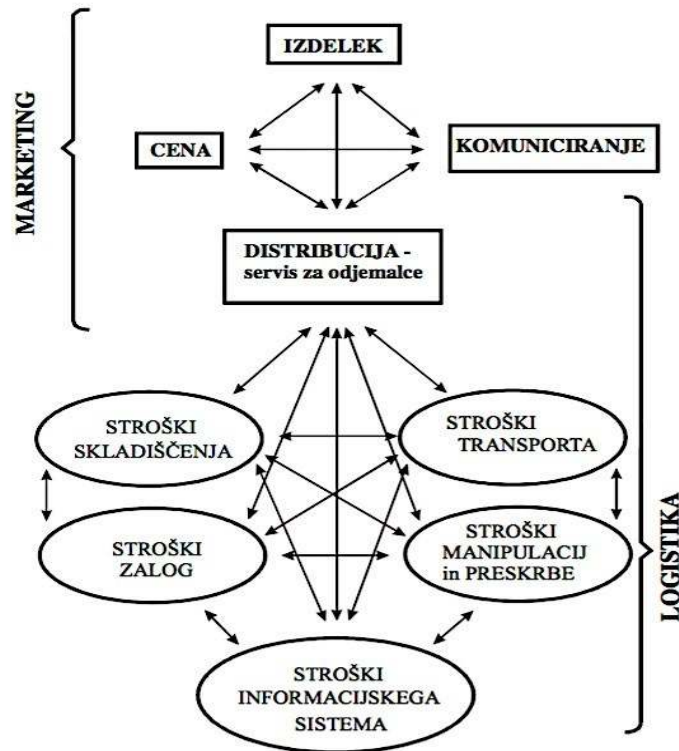 IZDELEK
MARKETING
CENA
KOMUNICIRANJE
DISTRIBUCIJA -
servis za odjemalce
STROŠKI
SKLADIŠČENJA
STROŠKI
TRANSPORTA
STROŠKI
ZALOG
STROŠKI
MANIPULACIJ
in PRESKRBE
LOGISTIKA
STROŠKI
INFORMACIJSKEGA
SISTEMA